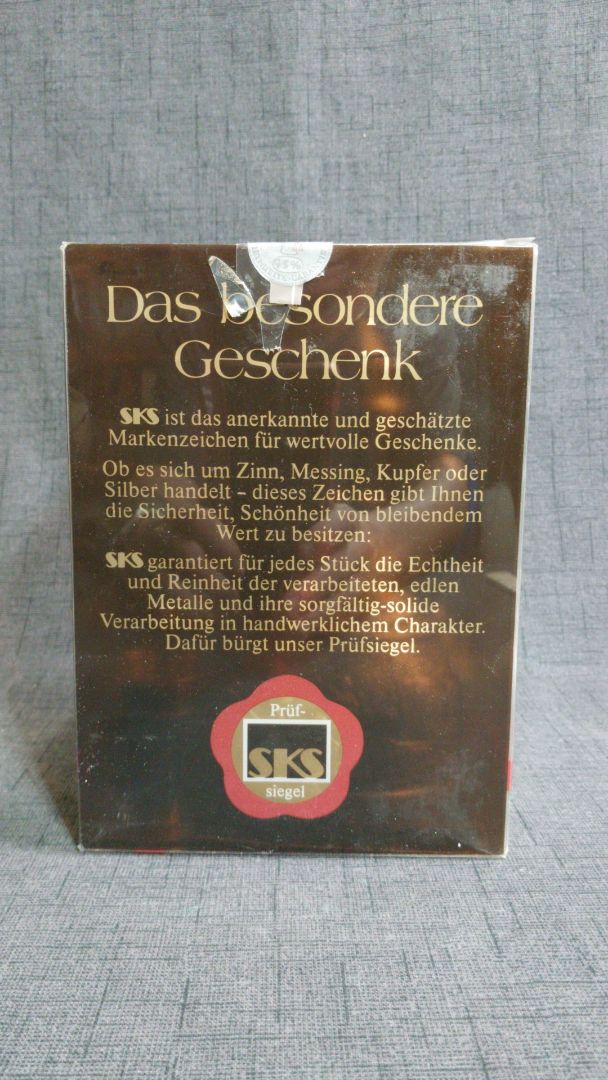 95%
Das besondere
Geschenk
SKS ist das anerkannte und geschätzte
Markenzeichen für wertvolle Geschenke.
Ob es sich um Zinn, Messing, Kupfer oder
Silber handelt – dieses Zeichen gibt Ihnen
die Sicherheit, Schönheit von bleibendem
Wert zu besitzen:
SKS garantiert für jedes Stück die Echtheit
und Reinheit der verarbeiteten, edlen
Metalle und ihre sorgfältig-solide
Verarbeitung in handwerklichem Charakter.
Dafür bürgt unser Prüfsiegel.
Prüf-
SKS
siegel